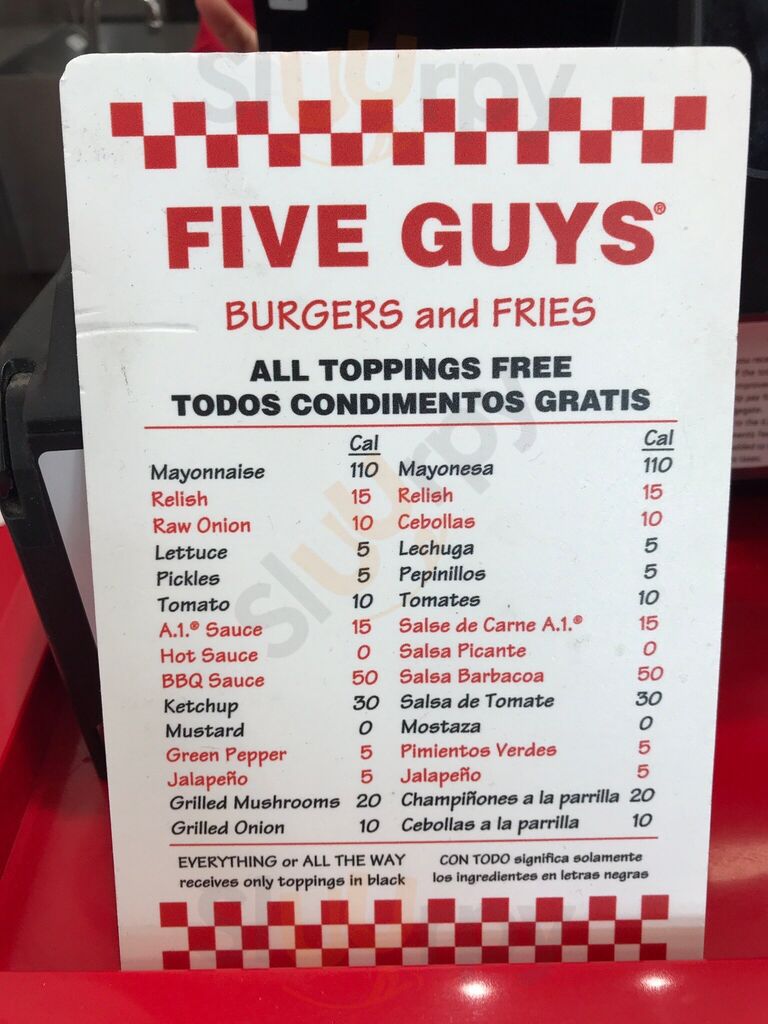 FIVE GUYS®
BURGERS and FRIES
ALL TOPPINGS FREE
TODOS CONDIMENTOS GRATIS
Cal Cal
Mayonnaise 110 Mayonesa 110
Relish 15 Relish 15
Raw Onion 10 Cebollas 10
Lettuce 5 Lechuga 5
Pickles 5 Pepinillos 5
Tomato 10 Tomates 10
A.1.® Sauce 15 Salse de Carne A.1.® 15
Hot Sauce 0 Salsa Picante 0
BBQ Sauce 50 Salsa Barbacoa 50
Ketchup 30 Salsa de Tomate 30
Mustard 0 Mostaza 0
Green Pepper 5 Pimientos Verdes 5
Jalapeño 5 Jalapeño 5
Grilled Mushrooms 20 Champiñones a la parrilla 20
Grilled Onion 10 Cebollas a la parrilla 10
EVERYTHING or ALL THE WAY
receives only toppings in black
CON TODO significa solamente
los ingredientes en letras negras
Sluurpy
Sluurpy
Sluurpy